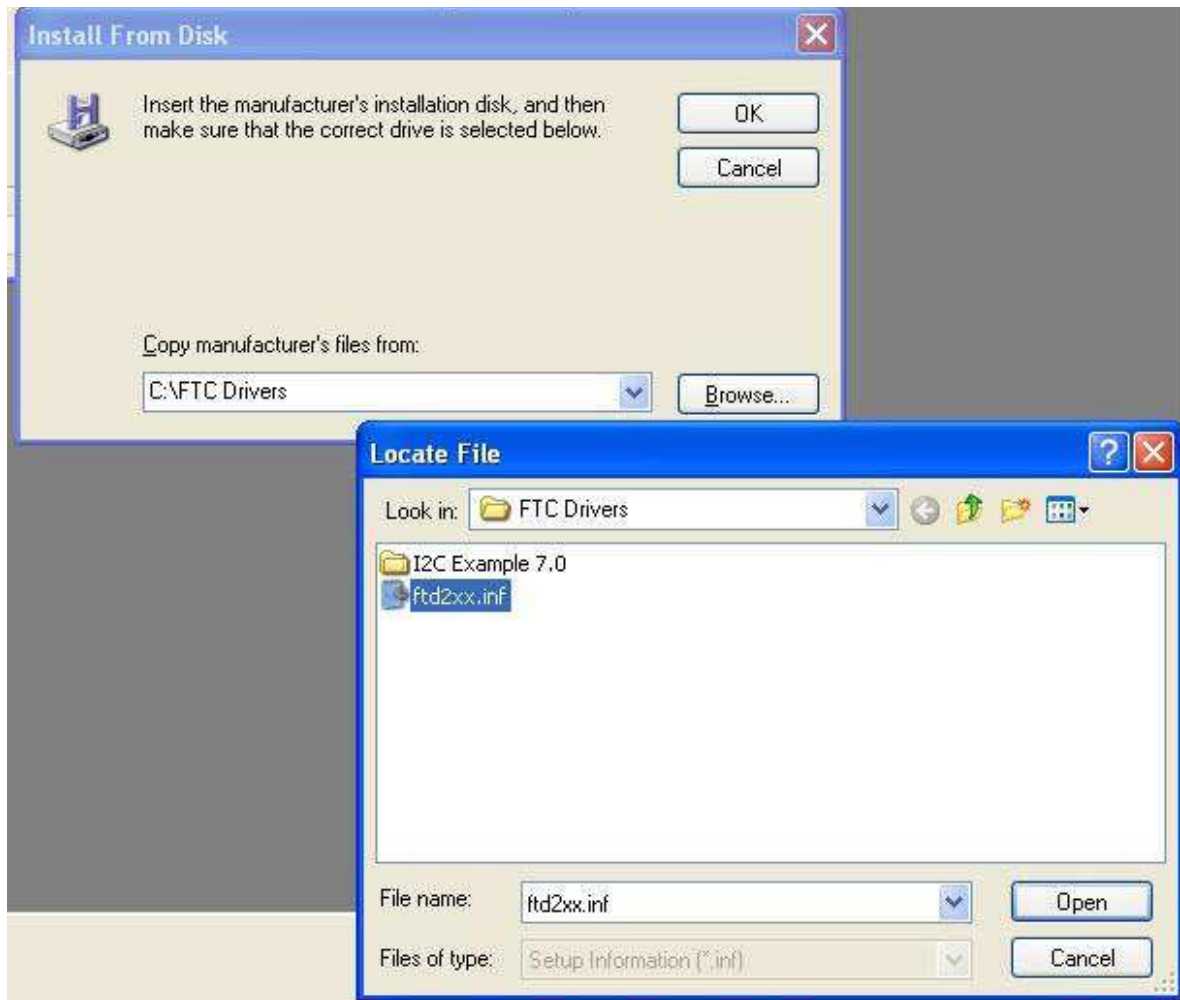 Install From Disk
Insert the manufacturer's installation disk, and then
make sure that the correct drive is selected below.
OK
Cancel
Copy manufacturer's files from:
C:\FTC Drivers
Browse...
Locate File
Look in:
FTC Drivers
I2C Example 7.0
ftd2xx.inf
File name:
ftd2xx.inf
Open
Files of type:
Setup Information (*.inf)
Cancel